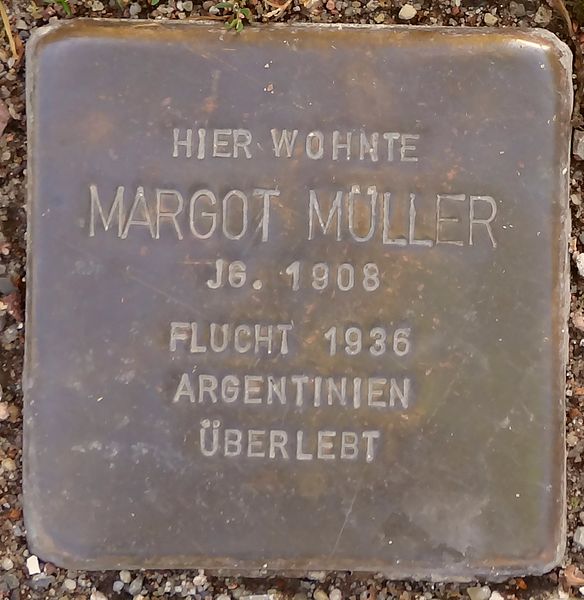 HIER WOHNTE
MARGOT MÜLLER
JG. 1908
FLUCHT 1936
ARGENTINIEN
ÜBERLEBT